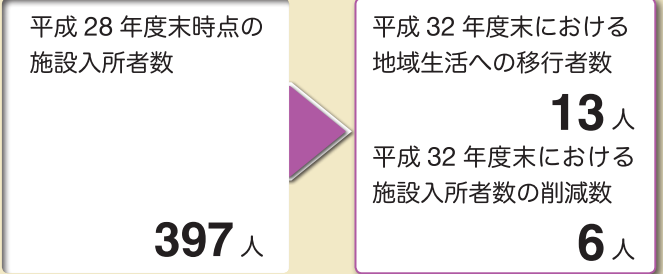 平成 28 年度末時点の
施設入所者数
397 人
平成 32 年度末における
地域生活への移行者数
13 人
平成 32 年度末における
施設入所者数の削減数
6 人